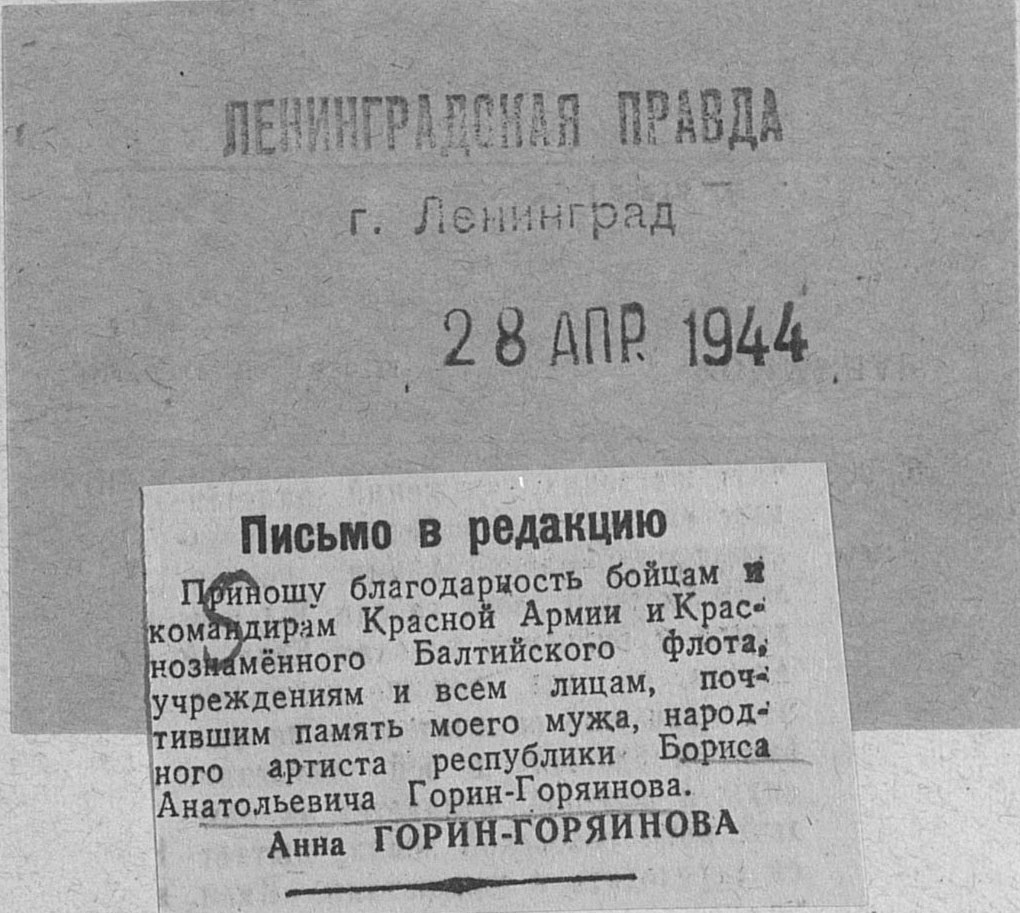 ЛЕНИНГРАДСКАЯ ПРАВДА
г. Ленинград
28 АПР. 1944
Письмо в редакцию
Приношу благодарность бойцам и
командирам Красной Армии и Крас-
нознамённого Балтийского флота,
учреждениям и всем лицам, поч-
тившим память моего мужа, народ-
ного артиста республики Бориса
Анатольевича Горин-Горяинова.
Анна ГОРИН-ГОРЯИНОВА